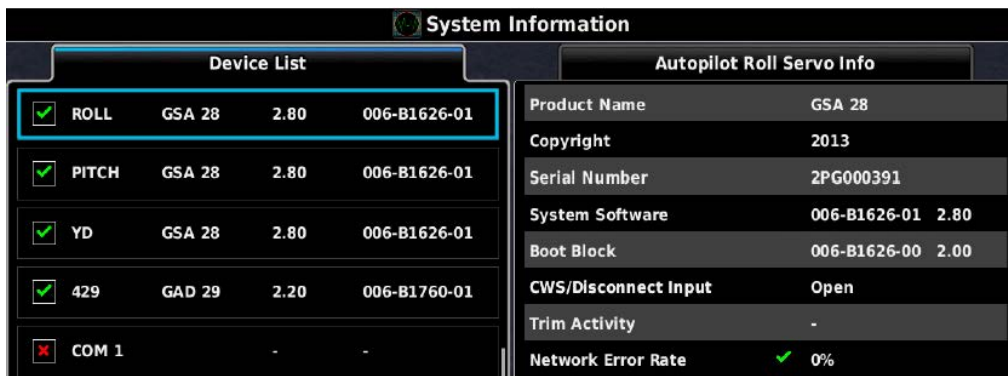 System Information
Device List
ROLL GSA 28 2.80 006-B1626-01
PITCH GSA 28 2.80 006-B1626-01
YD GSA 28 2.80 006-B1626-01
429 GAD 29 2.20 006-B1760-01
COM 1 - -
Autopilot Roll Servo Info
Product Name GSA 28
Copyright 2013
Serial Number 2PG000391
System Software 006-B1626-01 2.80
Boot Block 006-B1626-00 2.00
CWS/Disconnect Input Open
Trim Activity -
Network Error Rate 0%